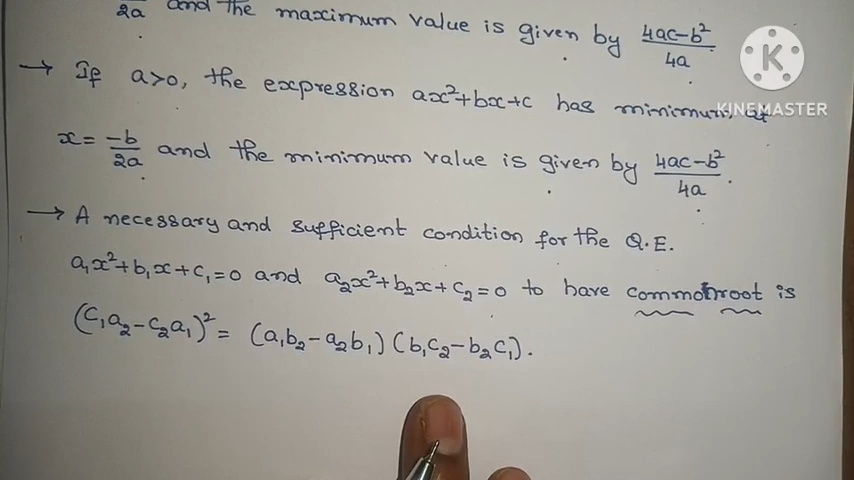 2a and the maximum value is given by (4ac-b²)/4a
→ If a>0, the expression ax²+bx+c has minimum at
x = -b/2a and the minimum value is given by (4ac-b²)/4a.
→ A necessary and sufficient condition for the Q.E.
a₁x²+b₁x+c₁=0 and a₂x²+b₂x+c₂=0 to have common root is
(c₁a₂-c₂a₁)² = (a₁b₂-a₂b₁)(b₁c₂-b₂c₁).
KINEMASTER